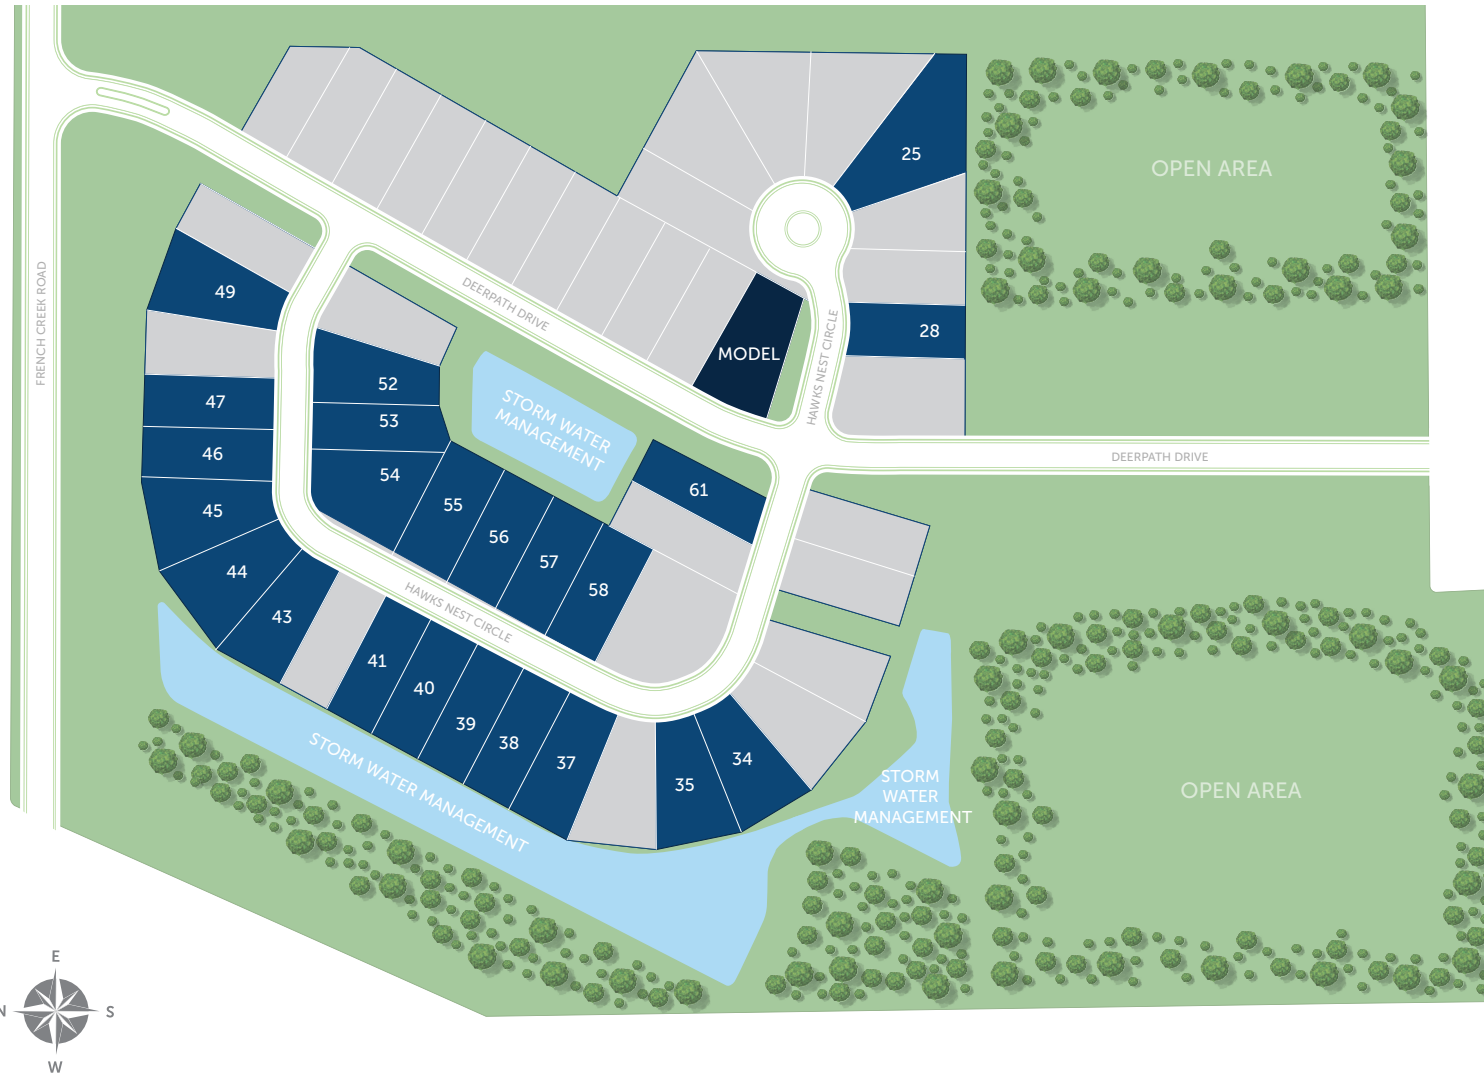 25
OPEN AREA
FRENCH CREEK ROAD
49
DEERPATH DRIVE
28
MODEL
HAWKS NEST CIRCLE
52
47
53
STORM WATER
MANAGEMENT
46
54
61
DEERPATH DRIVE
45
55
56
57
44
58
43
HAWKS NEST CIRCLE
41
40
39
38
37
34
35
STORM WATER MANAGEMENT
STORM
WATER
MANAGEMENT
OPEN AREA
E
N
S
W